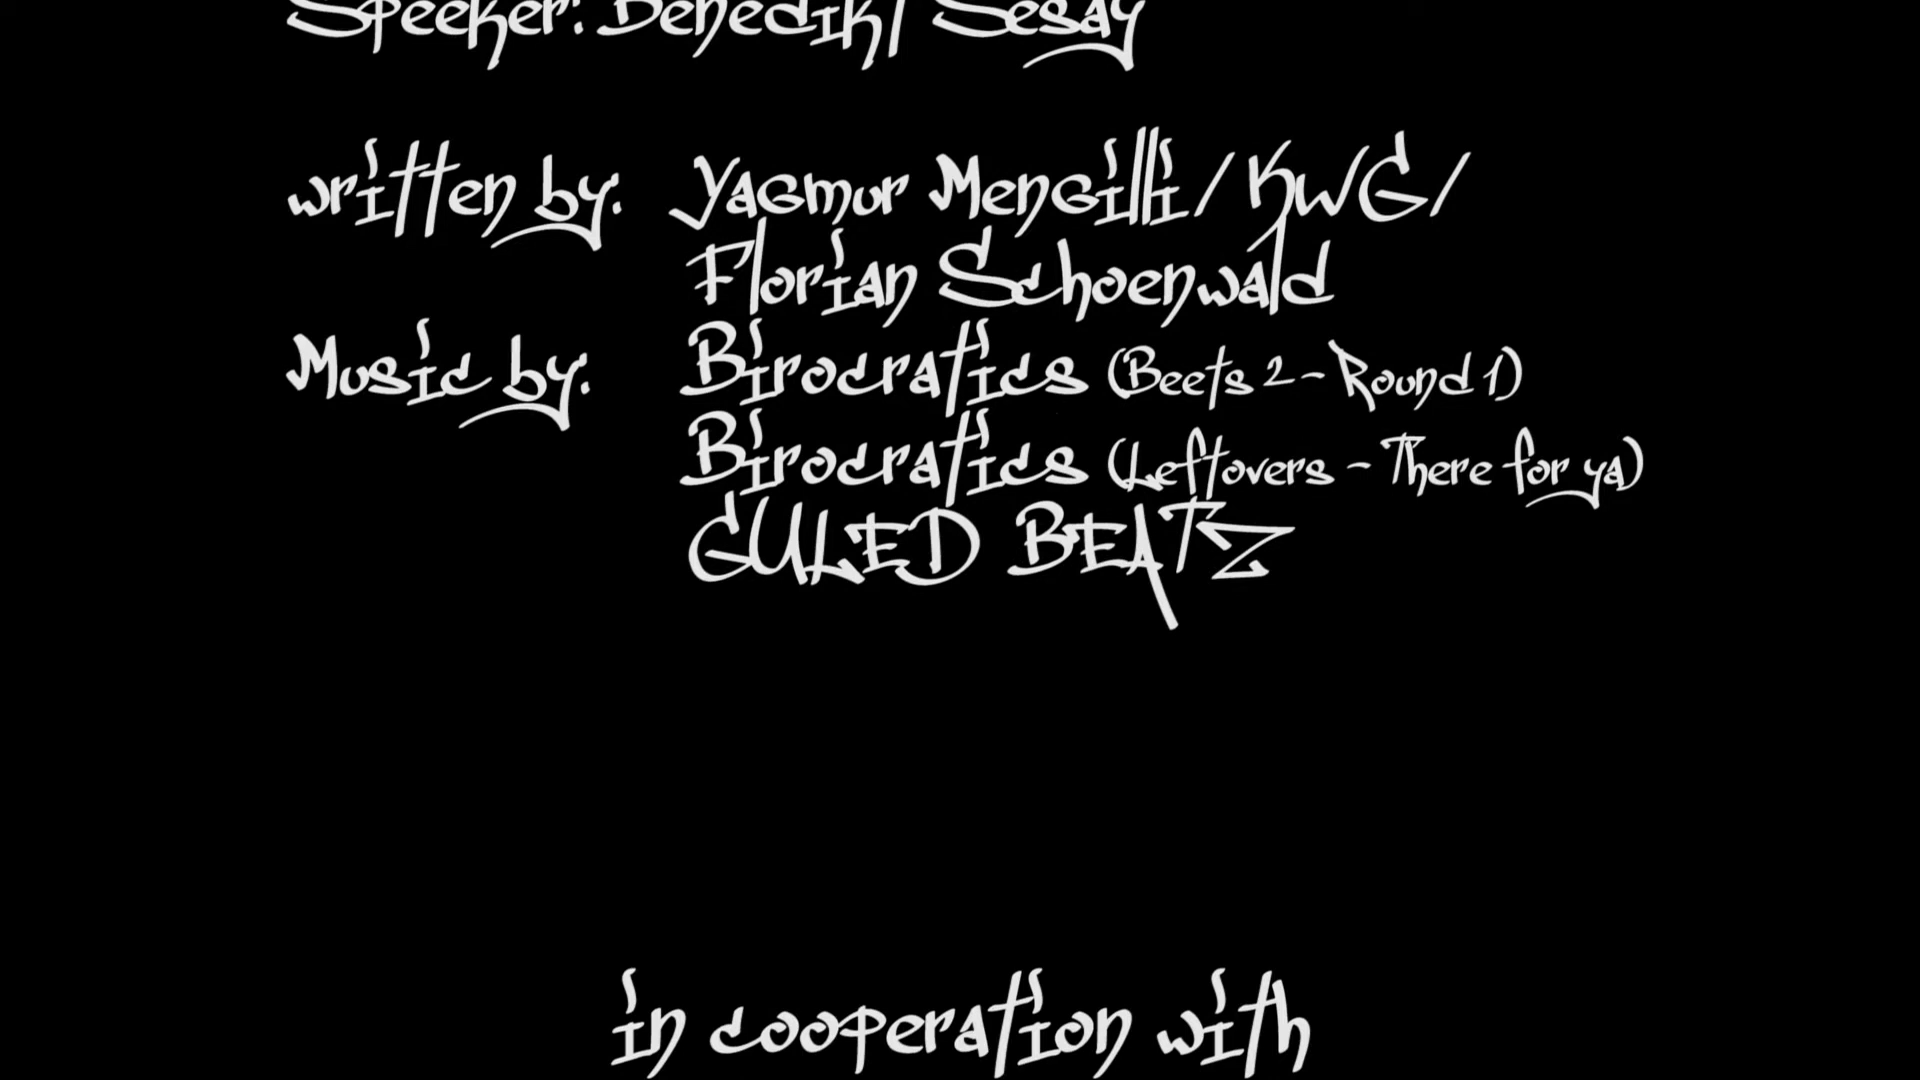 Speeker: Benedikt Sesay
written by: Yagmur Mengilli / KWG /
Florian Schoenwald
Music by: Birocratics (Beets 2 - Round 1)
Birocratics (Leftovers - There for ya)
GULED BEATZ
in cooperation with